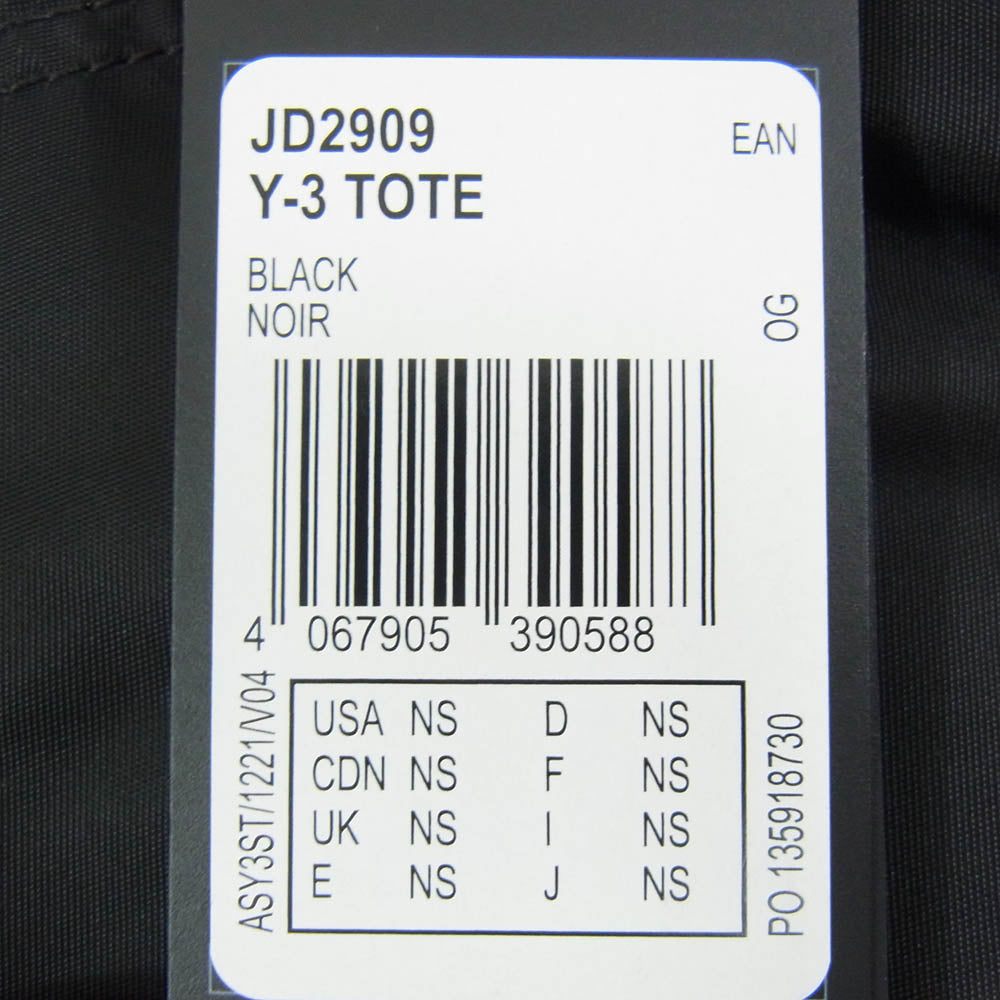 JD2909
EAN
Y-3 TOTE
BLACK
NOIR
OG
4 067905 390588
ASY3ST/1221/V04
USA NS D NS
CDN NS F NS
UK NS I NS
E NS J NS
PO 135918730